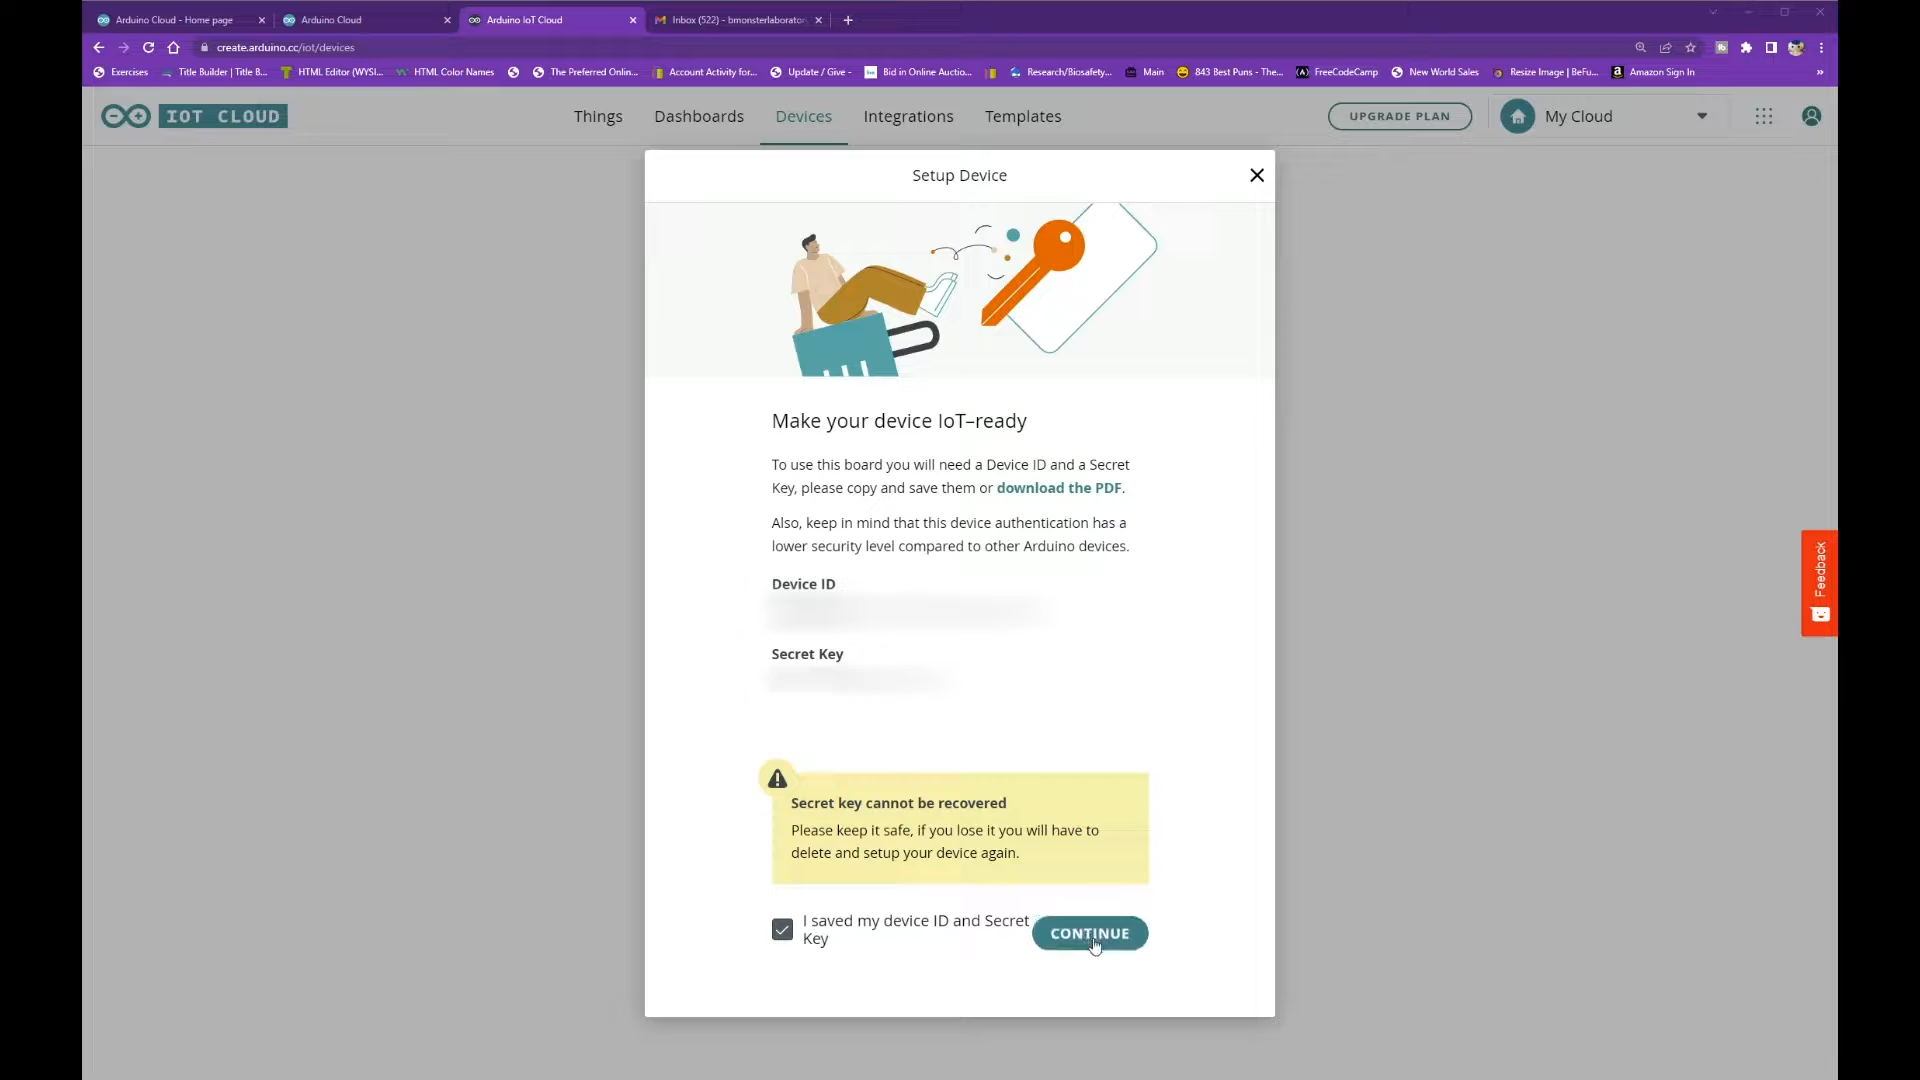 Arduino Cloud - Home page
Arduino Cloud
Arduino IoT Cloud
Inbox (522) - bmonsterlaborator
create.arduino.cc/iot/devices
Exercises
Title Builder | Title B...
HTML Editor (WYSI...
HTML Color Names
The Preferred Onlin...
Account Activity for...
Update / Give -
Bid in Online Auctio...
Research/Biosafety...
Main
843 Best Puns - The...
FreeCodeCamp
New World Sales
Resize Image | BeFu...
Amazon Sign In
»
IOT CLOUD
Things
Dashboards
Devices
Integrations
Templates
UPGRADE PLAN
My Cloud
Setup Device
Make your device IoT–ready
To use this board you will need a Device ID and a Secret
Key, please copy and save them or download the PDF.
Also, keep in mind that this device authentication has a
lower security level compared to other Arduino devices.
Device ID
Secret Key
Secret key cannot be recovered
Please keep it safe, if you lose it you will have to
delete and setup your device again.
I saved my device ID and Secret
Key
CONTINUE
Feedback